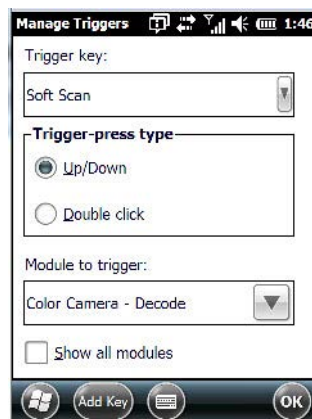 Manage Triggers 1:46
Trigger key:
Soft Scan
Trigger-press type
Up/Down
Double click
Module to trigger:
Color Camera - Decode
Show all modules
Add Key OK